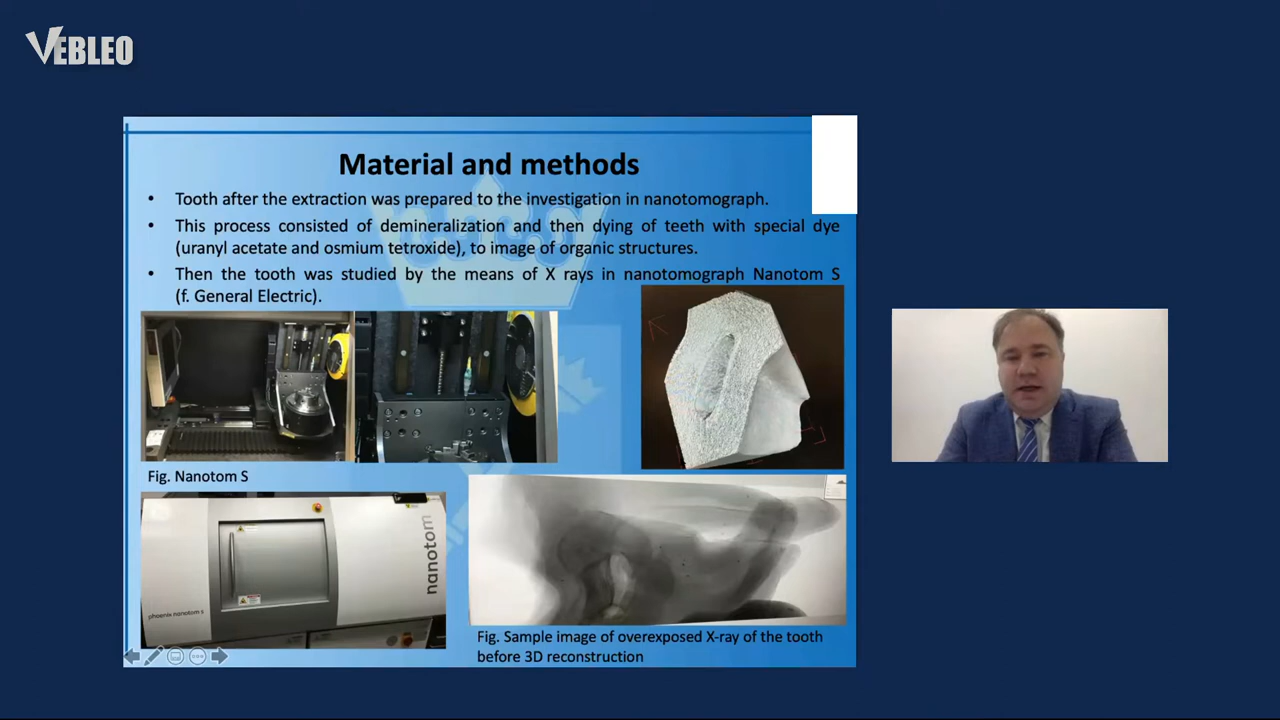 VEBLEO
Material and methods
• Tooth after the extraction was prepared to the investigation in nanotomograph.
• This process consisted of demineralization and then dying of teeth with special dye
(uranyl acetate and osmium tetroxide), to image of organic structures.
• Then the tooth was studied by the means of X rays in nanotomograph Nanotom S
(f. General Electric).
Fig. Nanotom S
nanotom
phoenix nanotom s
Fig. Sample image of overexposed X-ray of the tooth
before 3D reconstruction